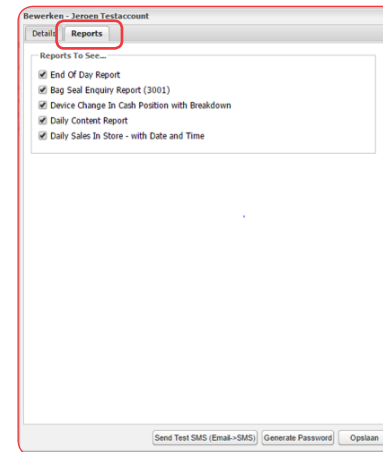 Bewerken - Jeroen Testaccount
Details Reports
Reports To See...
End Of Day Report
Bag Seal Enquiry Report (3001)
Device Change In Cash Position with Breakdown
Daily Content Report
Daily Sales In Store - with Date and Time
Send Test SMS (Email->SMS) Generate Password Opslaan